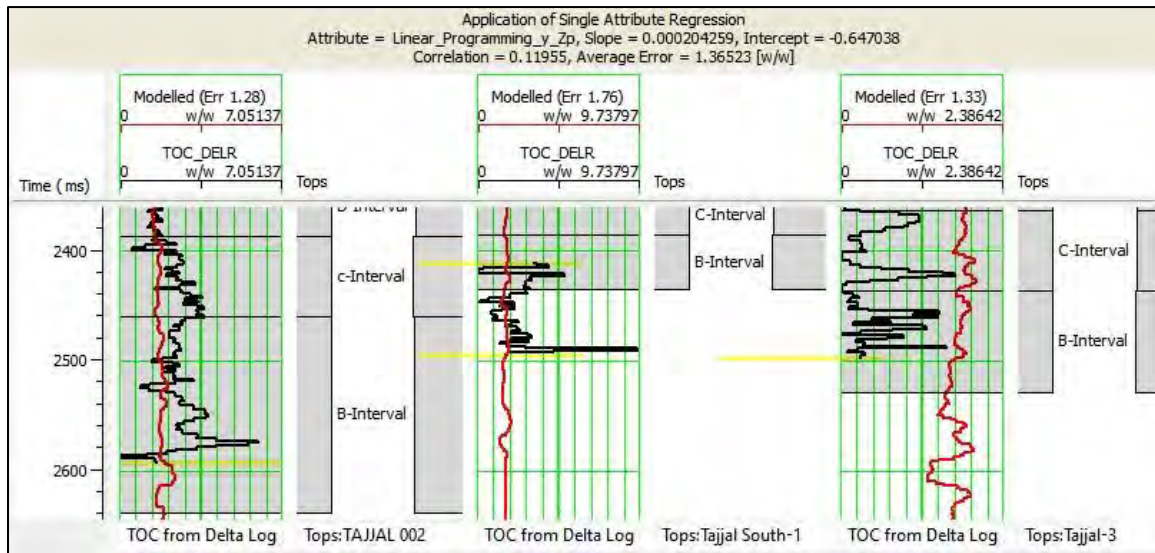 Application of Single Attribute Regression
Attribute = Linear_Programming_y_Zp, Slope = 0.000204259, Intercept = -0.647038
Correlation = 0.11955, Average Error = 1.36523 [w/w]
Modelled (Err 1.28)
0 w/w 7.05137
TOC_DELR
0 w/w 7.05137
Tops
Modelled (Err 1.76)
0 w/w 9.73797
TOC_DELR
0 w/w 9.73797
Tops
Modelled (Err 1.33)
0 w/w 2.38642
TOC_DELR
0 w/w 2.38642
Tops
Time (ms)
2400
2500
2600
D-Interval
c-Interval
B-Interval
C-Interval
B-Interval
C-Interval
B-Interval
TOC from Delta Log
Tops:TAJJAL 002
TOC from Delta Log
Tops:Tajjal South-1
TOC from Delta Log
Tops:Tajjal-3